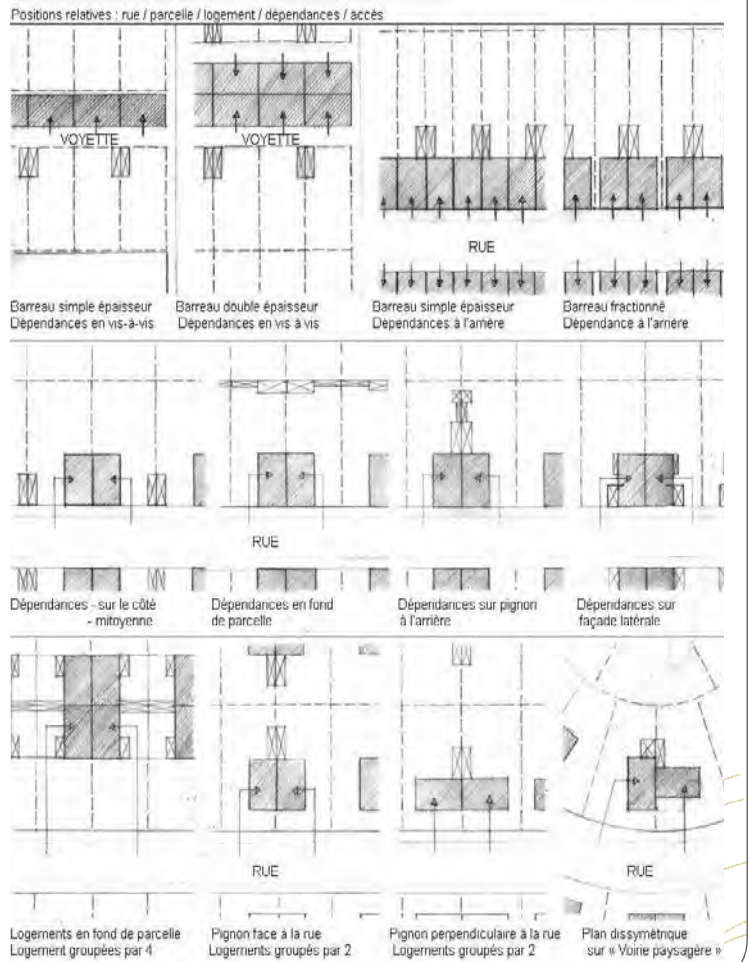 Positions relatives : rue / parcelle / logement / dépendances / accès
VOYETTE
VOYETTE
RUE
Barreau simple épaisseur
Dépendances en vis-à-vis
Barreau double épaisseur
Dépendances en vis à vis
Barreau simple épaisseur
Dépendances à l'arrière
Barreau fractionné
Dépendance à l'arrière
RUE
Dépendances - sur le côté
- mitoyenne
Dépendances en fond
de parcelle
Dépendances sur pignon
à l'arrière
Dépendances sur
façade latérale
RUE
RUE
Logements en fond de parcelle
Logement groupées par 4
Pignon face à la rue
Logements groupés par 2
Pignon perpendiculaire à la rue
Logements groupés par 2
Plan dissymétrique
sur « Voirie paysagère »